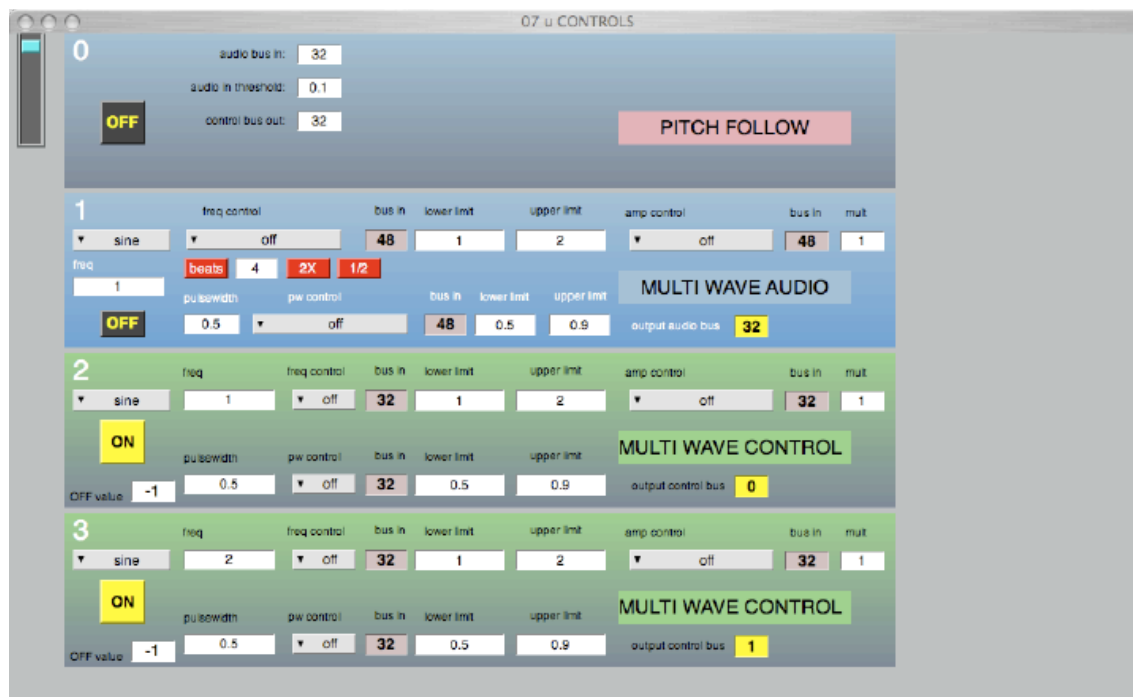 07 u CONTROLS
0 audio bus in: 32
audio in threshold: 0.1
OFF control bus out: 32 PITCH FOLLOW
1 freq control bus in lower limit upper limit amp control bus in mult
▼ sine ▼ off 48 1 2 ▼ off 48 1
freq beats 4 2X 1/2
1 MULTI WAVE AUDIO
pulsewidth pw control bus in lower limit upper limit
OFF 0.5 ▼ off 48 0.5 0.9 output audio bus 32
2 freq freq control bus in lower limit upper limit amp control bus in mult
▼ sine 1 ▼ off 32 1 2 ▼ off 32 1
ON MULTI WAVE CONTROL
pulsewidth pw control bus in lower limit upper limit
OFF value -1 0.5 ▼ off 32 0.5 0.9 output control bus 0
3 freq freq control bus in lower limit upper limit amp control bus in mult
▼ sine 2 ▼ off 32 1 2 ▼ off 32 1
ON MULTI WAVE CONTROL
pulsewidth pw control bus in lower limit upper limit
OFF value -1 0.5 ▼ off 32 0.5 0.9 output control bus 1